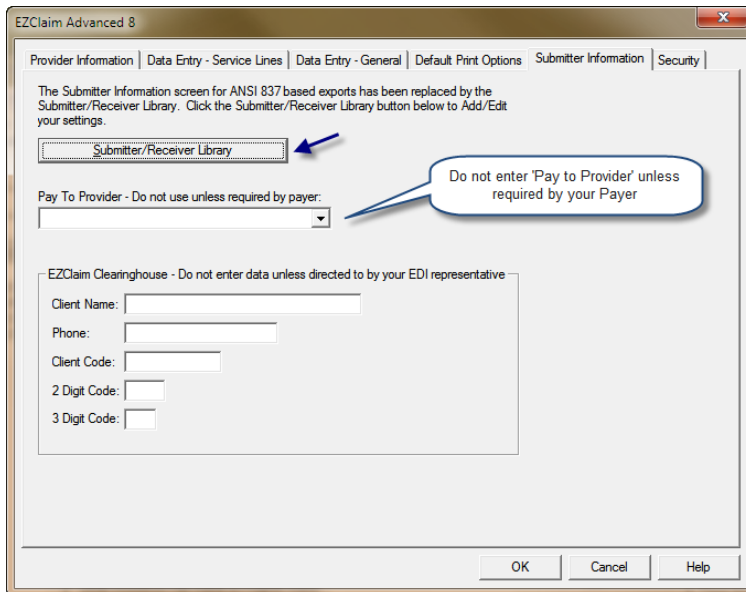 EZClaim Advanced 8
Provider Information
Data Entry - Service Lines
Data Entry - General
Default Print Options
Submitter Information
Security
The Submitter Information screen for ANSI 837 based exports has been replaced by the
Submitter/Receiver Library. Click the Submitter/Receiver Library button below to Add/Edit
your settings.
Submitter/Receiver Library
Do not enter 'Pay to Provider' unless
required by your Payer
Pay To Provider - Do not use unless required by payer:
EZClaim Clearinghouse - Do not enter data unless directed to by your EDI representative
Client Name:
Phone:
Client Code:
2 Digit Code:
3 Digit Code:
OK
Cancel
Help